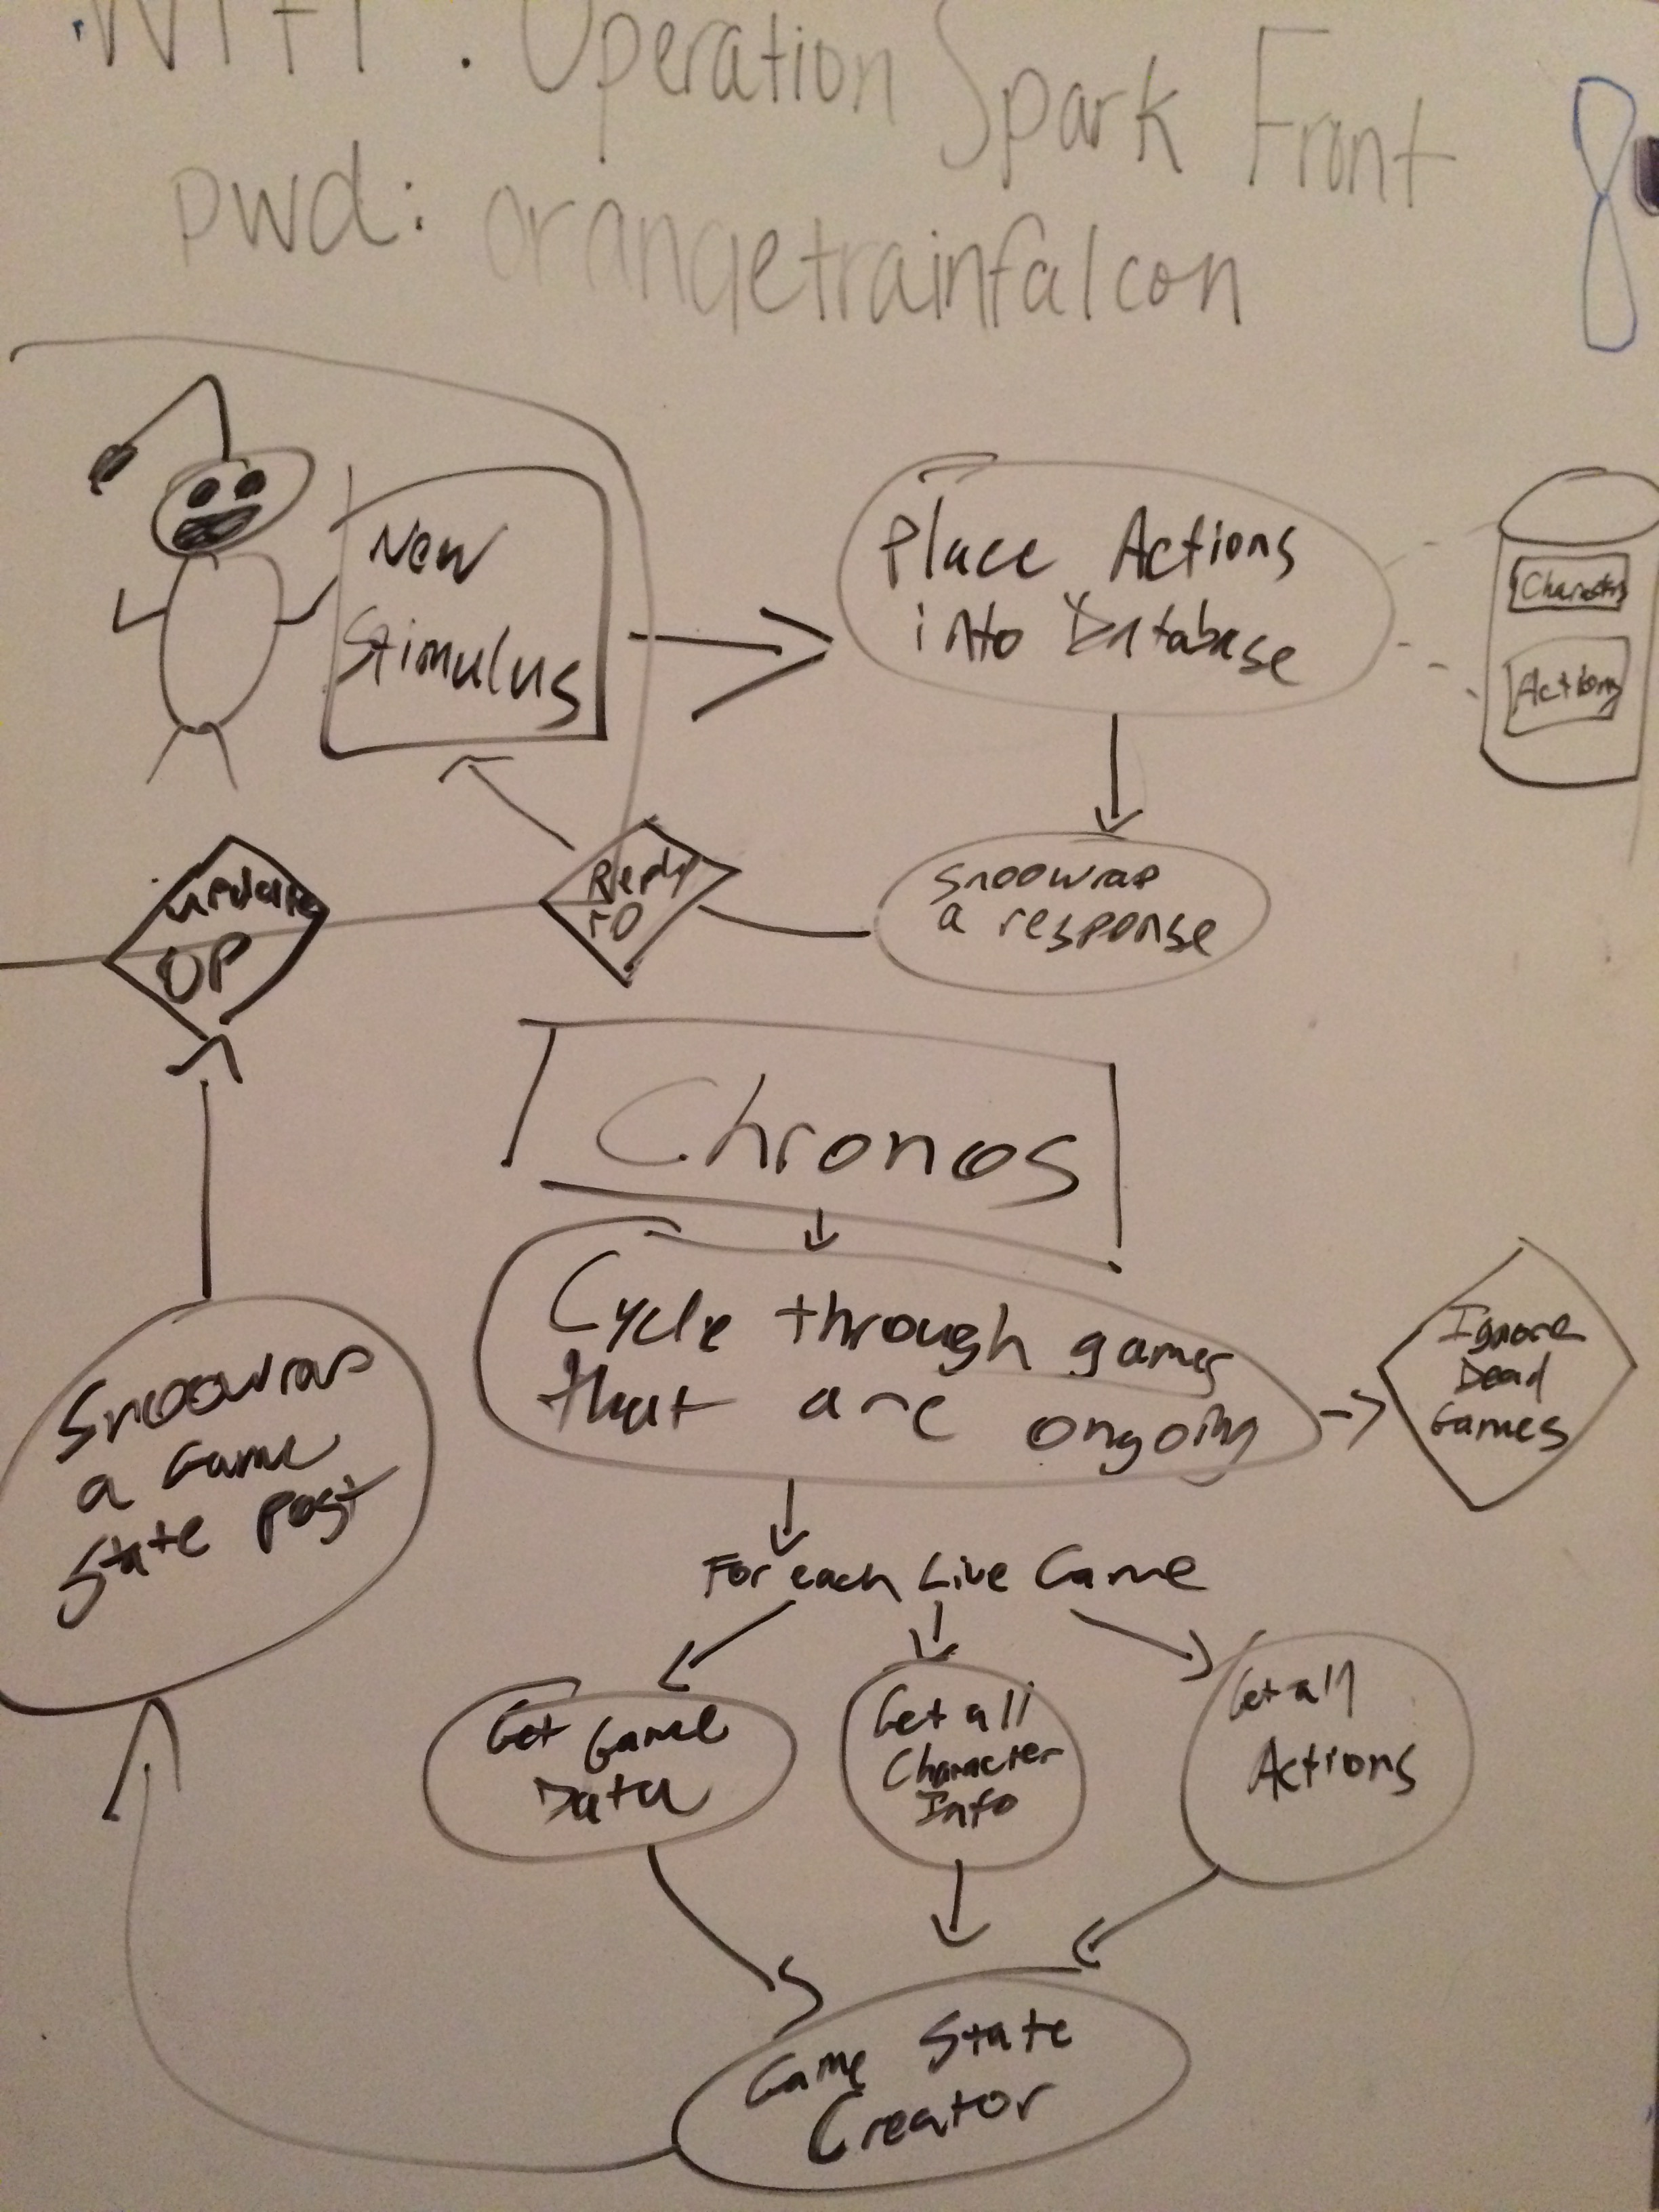 WIFI : Operation Spark Front
pwd: orangetrainfalcon
8
New
Stimulus
Place Actions
into Database
Characters
Actions
update
OP
Reply
TO
Snoowrap
a response
Chronos
Cycle through games
that are ongoing
Ignore
Dead
Games
Snoowrap
a Game
State post
For each Live Game
Get Game
Data
Get all
Character
Info
Get all
Actions
Game State
Creator